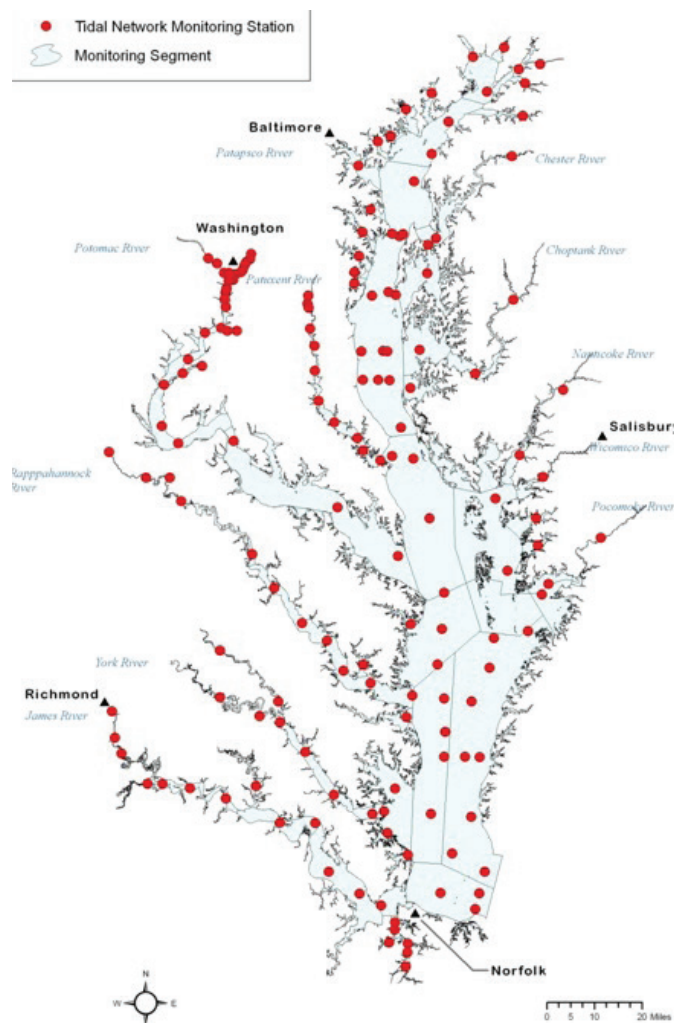 Tidal Network Monitoring Station
Monitoring Segment
Baltimore
Patapsco River
Chester River
Washington
Potomac River
Patuxent River
Choptank River
Nanticoke River
Salisbury
Wicomico River
Rapppahannock
River
Pocomoke River
York River
Richmond
James River
Norfolk
N
W E
S
0 5 10 20 Miles